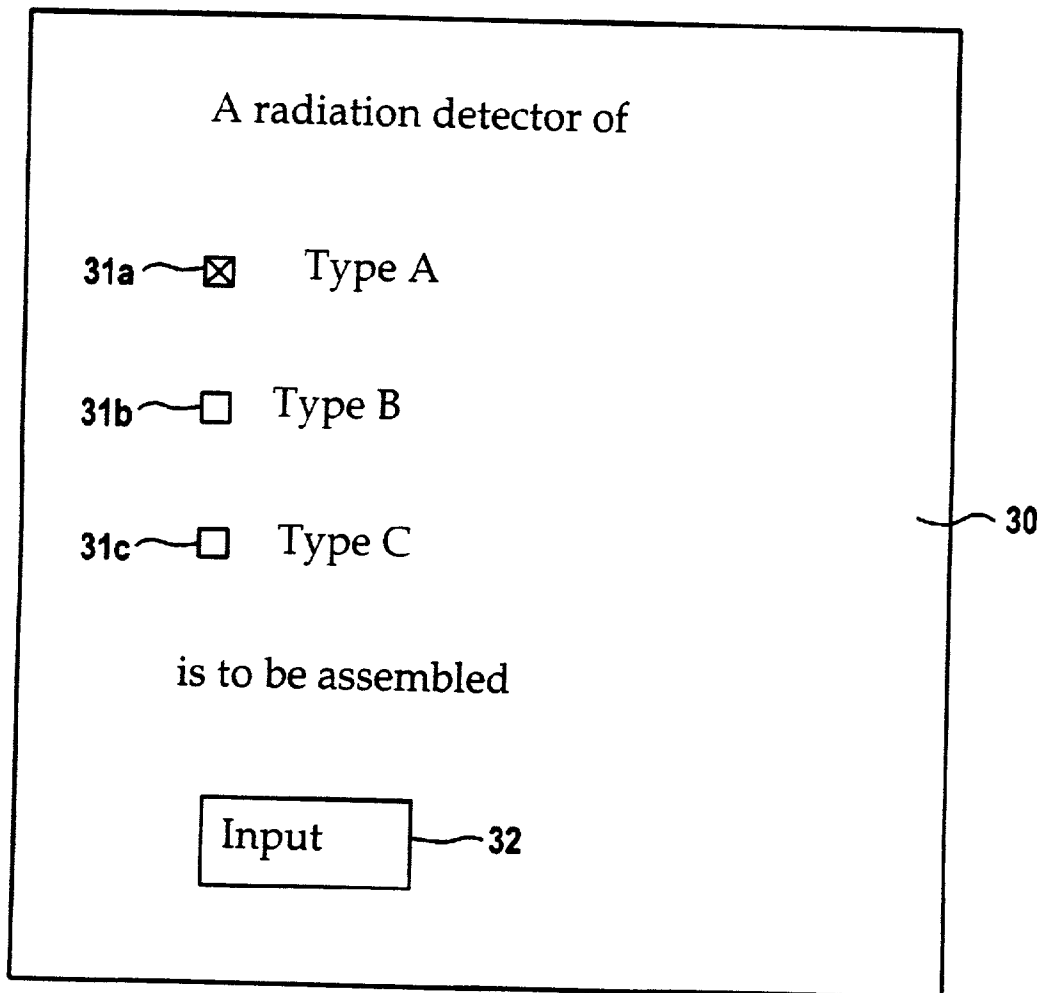 A radiation detector of
31a Type A
31b Type B
31c Type C
30
is to be assembled
Input 32